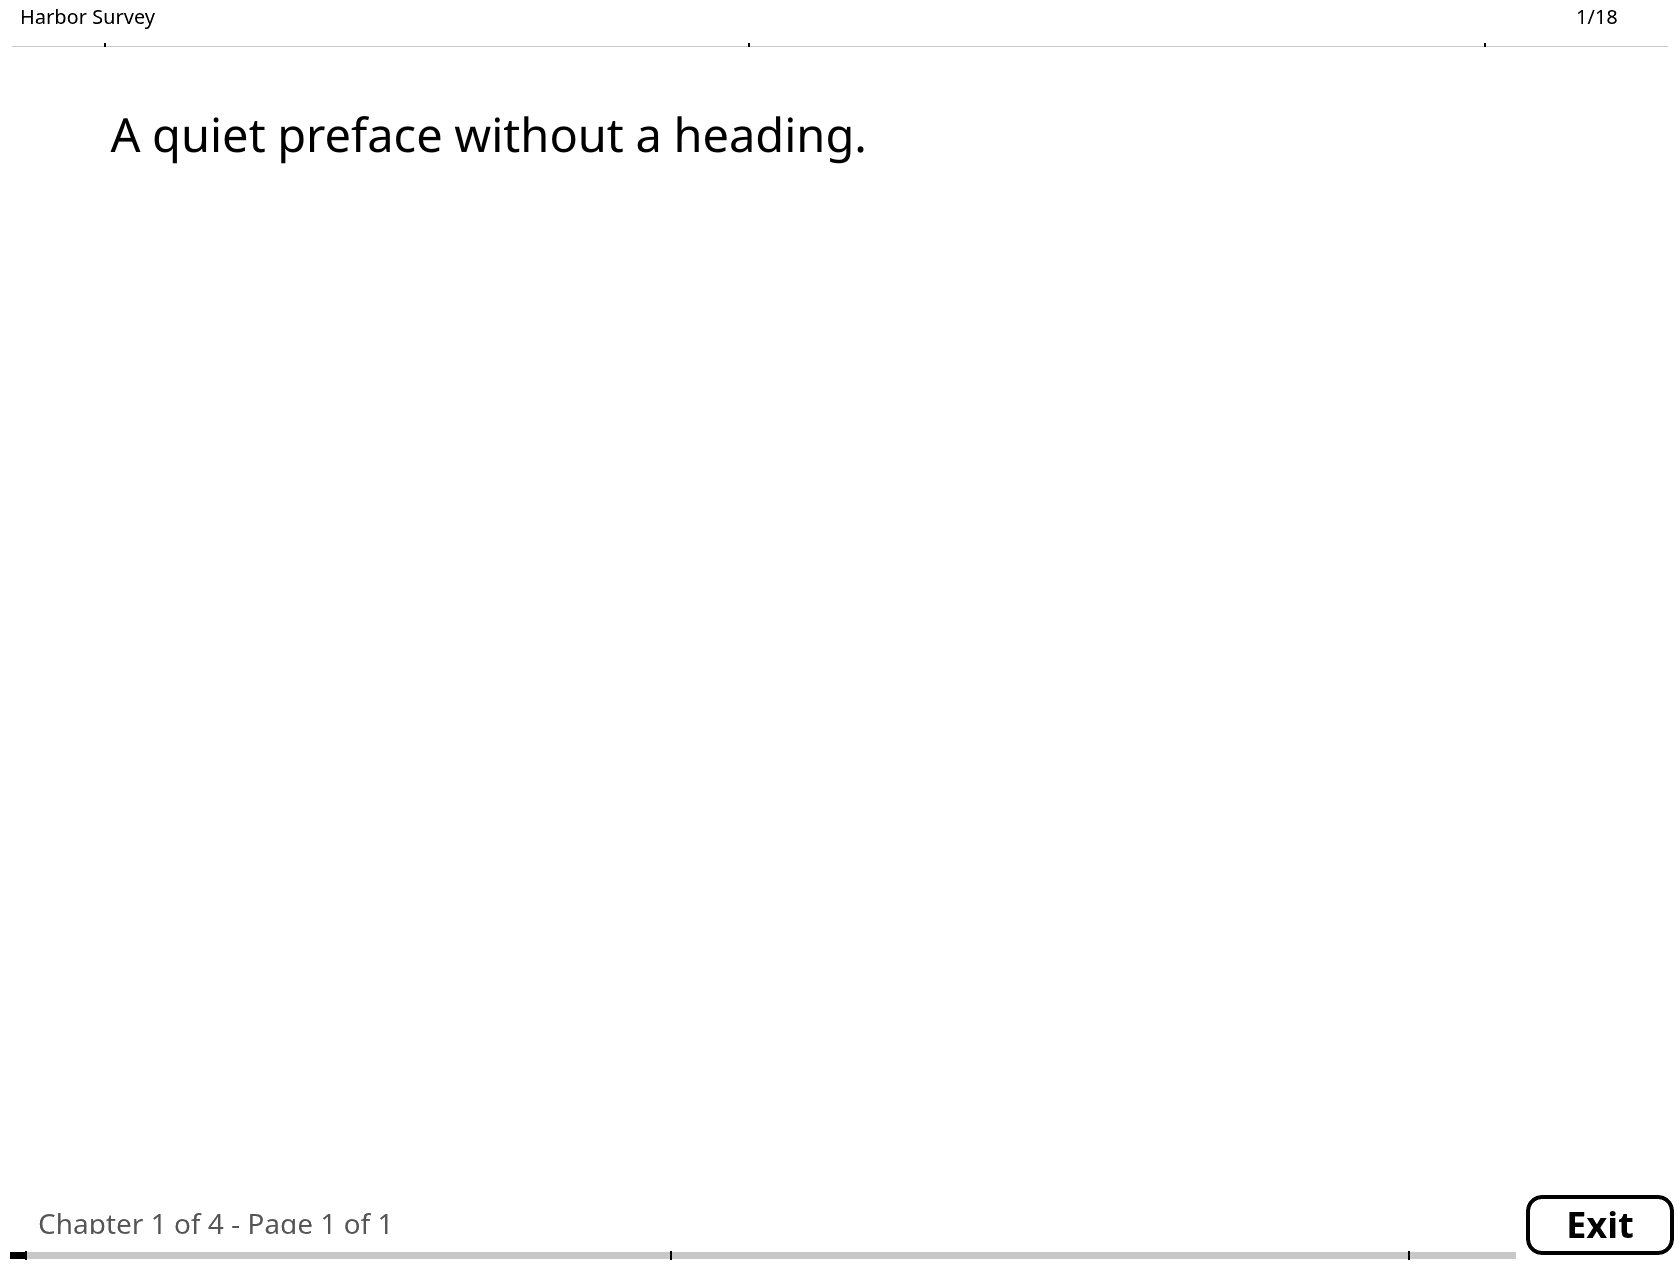 Harbor Survey
1/18
A quiet preface without a heading.
Chapter 1 of 4 - Page 1 of 1
Exit